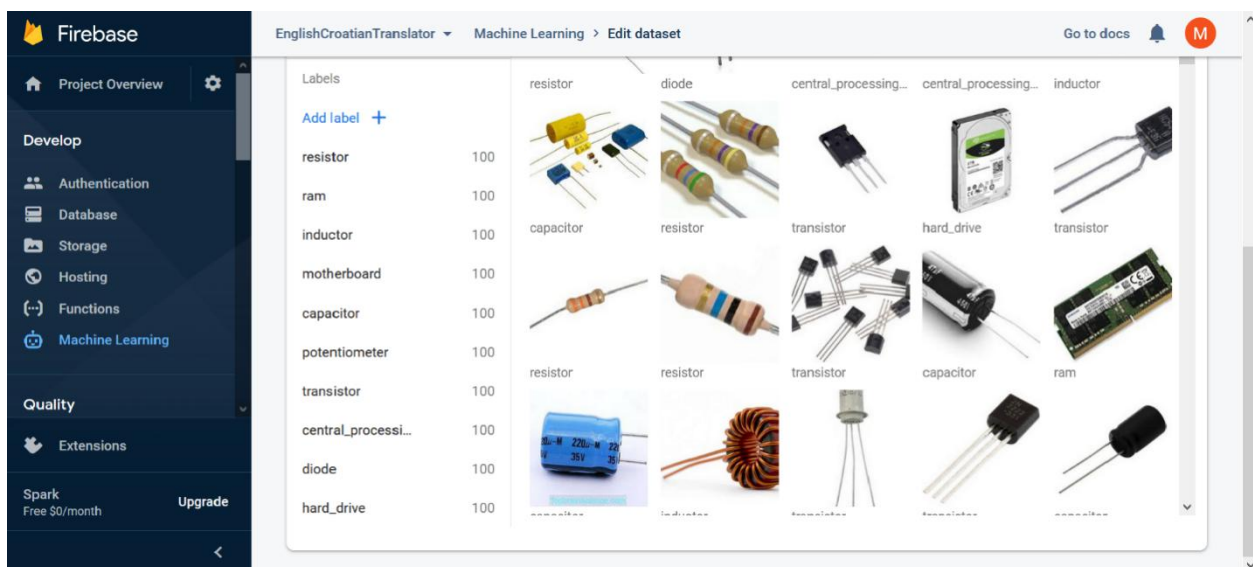 Firebase
EnglishCroatianTranslator
Machine Learning > Edit dataset
Go to docs
M
Project Overview
Develop
Authentication
Database
Storage
Hosting
Functions
Machine Learning
Quality
Extensions
Spark
Free $0/month
Upgrade
Labels
Add label +
resistor 100
ram 100
inductor 100
motherboard 100
capacitor 100
potentiometer 100
transistor 100
central_processi... 100
diode 100
hard_drive 100
resistor diode central_processing... central_processing... inductor
capacitor resistor transistor hard_drive transistor
resistor resistor transistor capacitor ram
220µ-M
35V